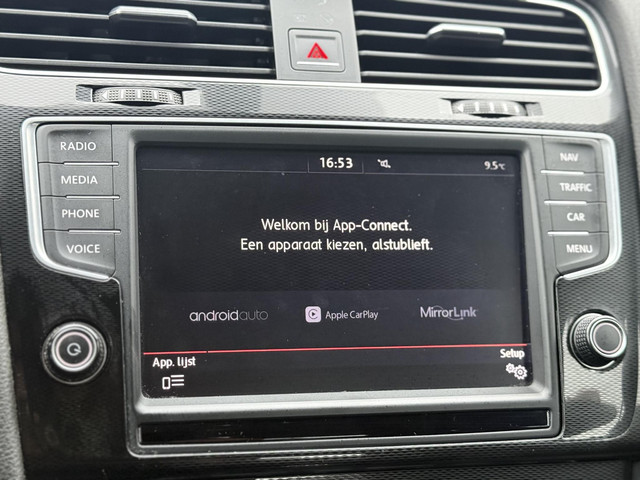 RADIO
MEDIA
PHONE
VOICE
16:53
9.5°C
Welkom bij App-Connect.
Een apparaat kiezen, alstublieft.
androidauto
Apple CarPlay
MirrorLink
App. lijst
Setup
NAV
TRAFFIC
CAR
MENU